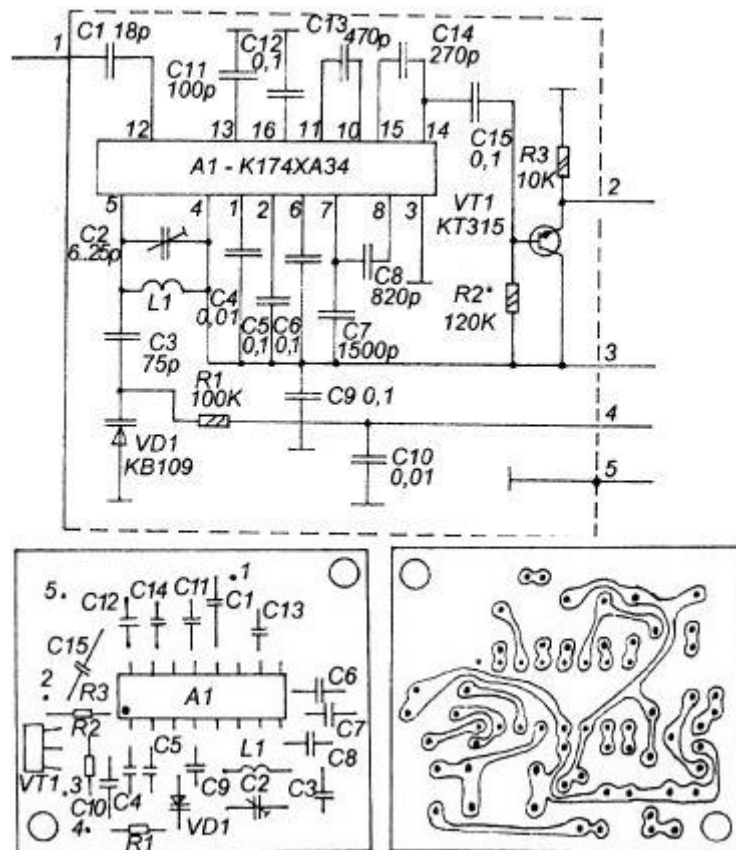 1
C1 18p
C11
100p
C12
0,1
C13
470p
C14
270p
C15
0,1
R3
10K
2
12
13
16
11
10
15
14
A1 - K174XA34
VT1
KT315
5
4
1
2
6
7
8
3
C2
6..25p
L1
C3
75p
C4
0,01
C5
0,1
C6
0,1
C8
820p
C7
1500p
R2*
120K
3
R1
100K
C9 0,1
4
VD1
KB109
C10
0,01
5
5.
C12
C14
C11
.1
C1
C13
C15
2
R3
A1
C6
C7
R2
C5
L1
C8
VT1
.3
C10
C4
C9
C2
C3
4.
R1
VD1